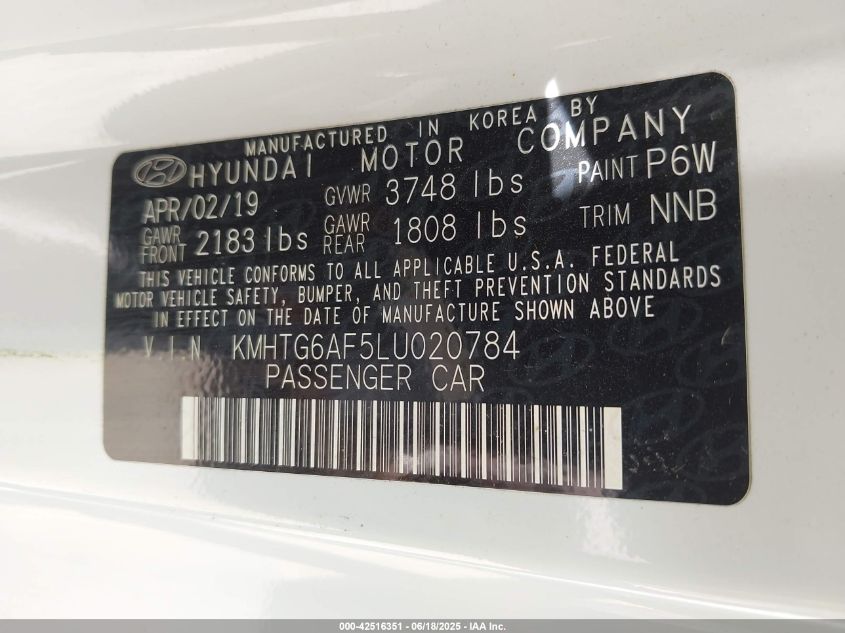 MANUFACTURED IN KOREA BY
HYUNDAI MOTOR COMPANY
APR/02/19 GVWR 3748 lbs PAINT P6W
GAWR FRONT 2183 lbs GAWR REAR 1808 lbs TRIM NNB
THIS VEHICLE CONFORMS TO ALL APPLICABLE U.S.A. FEDERAL
MOTOR VEHICLE SAFETY, BUMPER, AND THEFT PREVENTION STANDARDS
IN EFFECT ON THE DATE OF MANUFACTURE SHOWN ABOVE
V.I.N. KMHTG6AF5LU020784
PASSENGER CAR
000-42516351 - 06/18/2025 - IAA Inc.